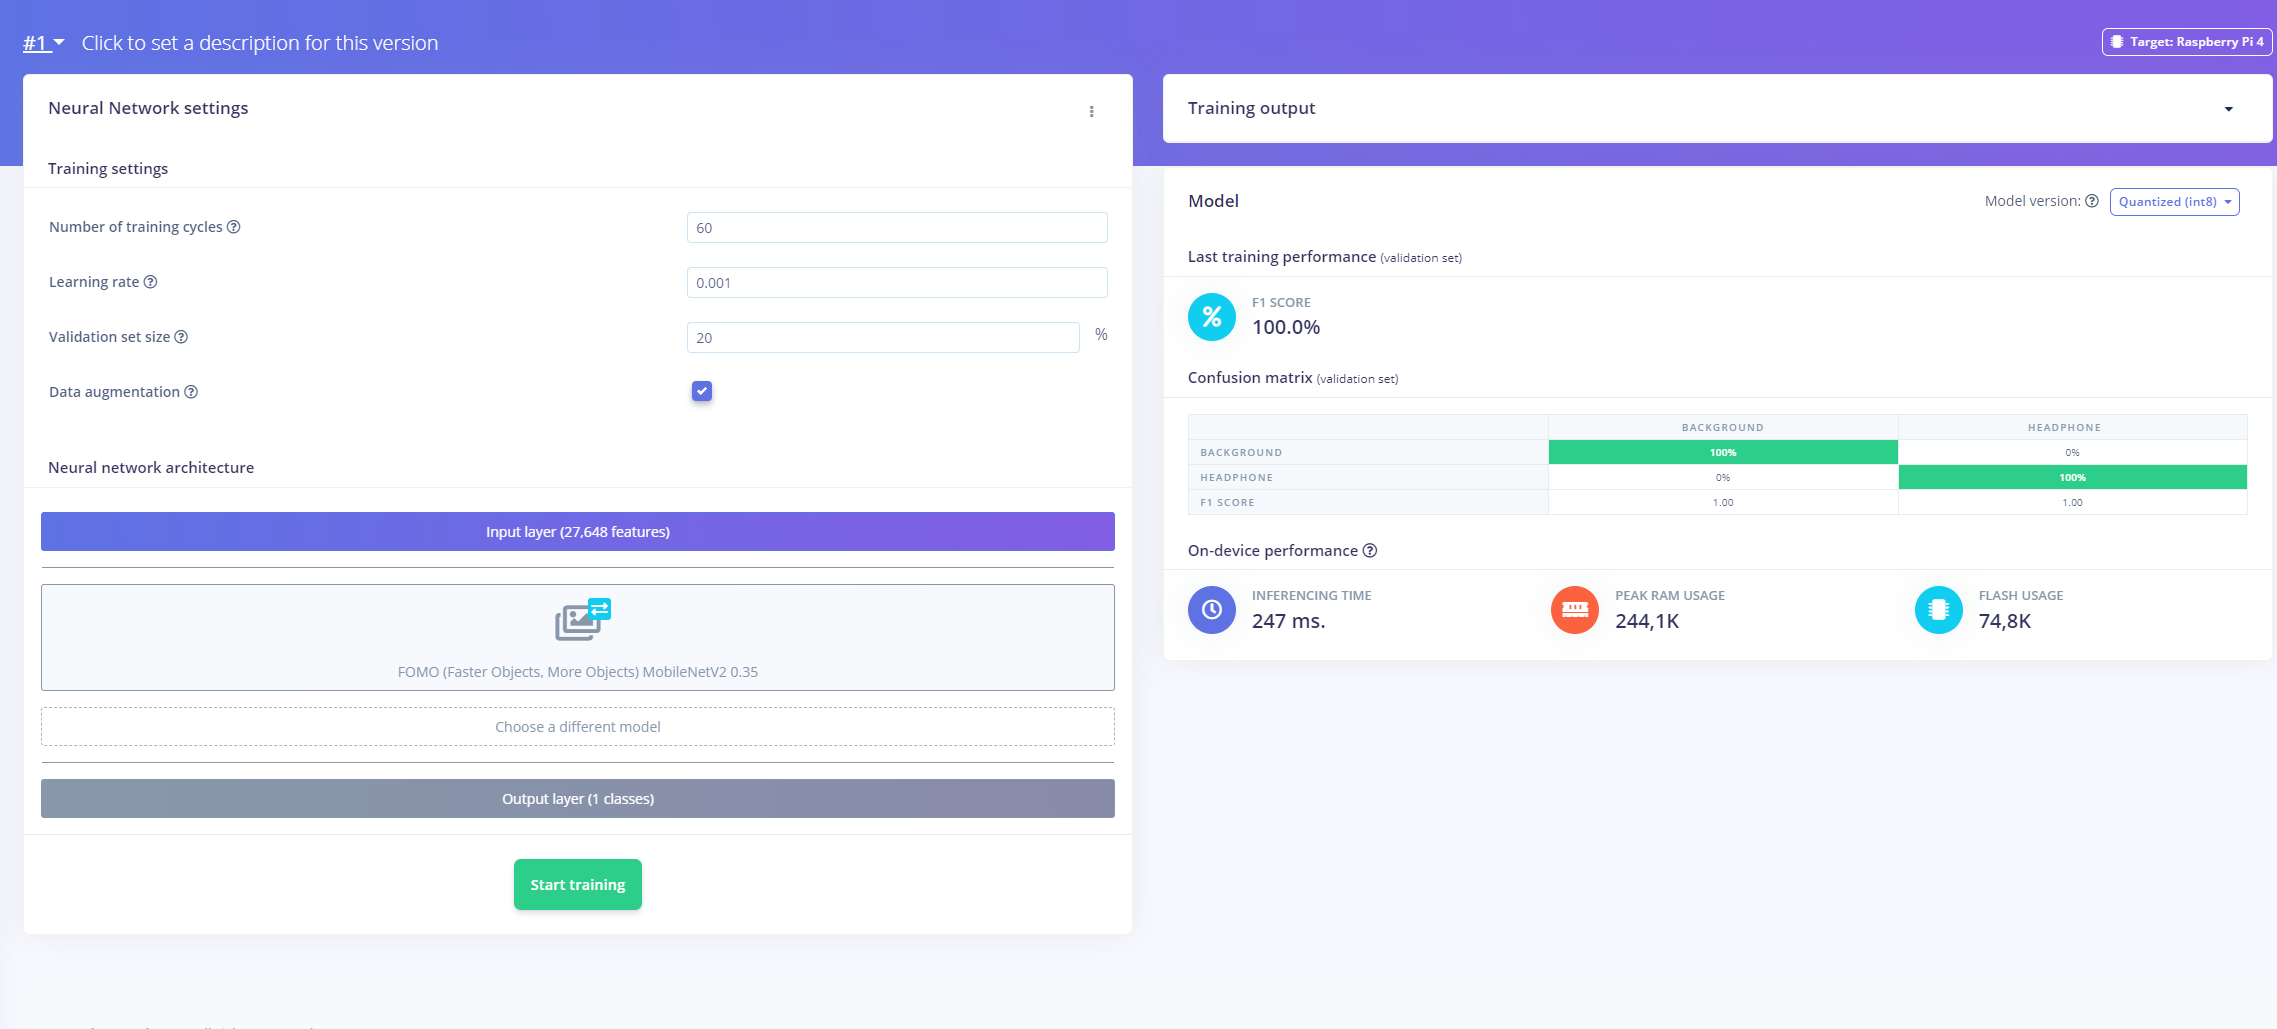 #1 Click to set a description for this version
Target: Raspberry Pi 4
Neural Network settings
Training settings
Number of training cycles
60
Learning rate
0.001
Validation set size
20 %
Data augmentation
Neural network architecture
Input layer (27,648 features)
FOMO (Faster Objects, More Objects) MobileNetV2 0.35
Choose a different model
Output layer (1 classes)
Start training
Training output
Model
Model version: Quantized (int8)
Last training performance (validation set)
% F1 SCORE
100.0%
Confusion matrix (validation set)
BACKGROUND HEADPHONE
BACKGROUND 100% 0%
HEADPHONE 0% 100%
F1 SCORE 1.00 1.00
On-device performance
INFERENCING TIME
247 ms.
PEAK RAM USAGE
244,1K
FLASH USAGE
74,8K